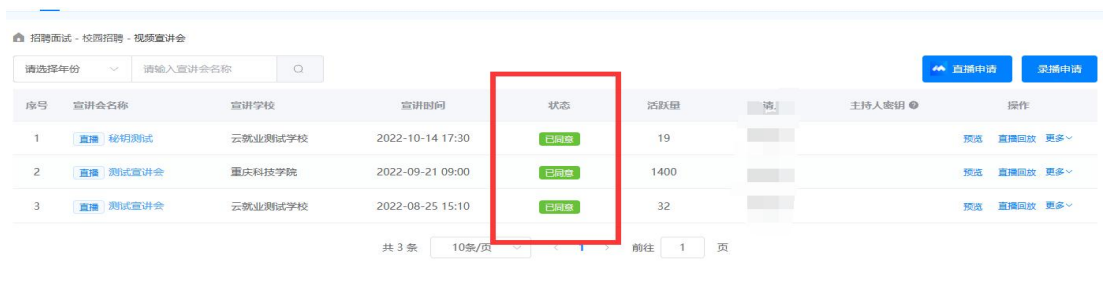 招聘面试 - 校园招聘 - 视频宣讲会
请选择年份 请输入宣讲会名称 直播申请 录播申请
序号 宣讲会名称 宣讲学校 宣讲时间 状态 活跃量 主持人密钥 操作
1 直播 秘钥测试 云就业测试学校 2022-10-14 17:30 已同意 19 预览 直播回放 更多
2 直播 测试宣讲会 重庆科技学院 2022-09-21 09:00 已同意 1400 预览 直播回放 更多
3 直播 测试宣讲会 云就业测试学校 2022-08-25 15:10 已同意 32 预览 直播回放 更多
共 3 条 10条/页 1 前往 1 页